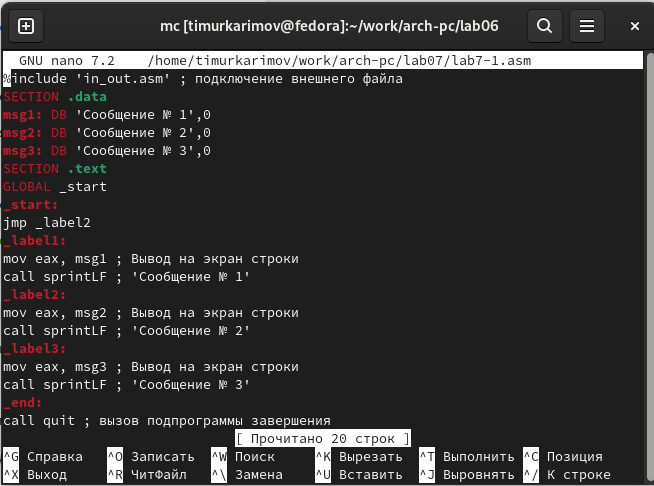 mc [timurkarimov@fedora]:~/work/arch-pc/lab06
GNU nano 7.2 /home/timurkarimov/work/arch-pc/lab07/lab7-1.asm
%include 'in_out.asm' ; подключение внешнего файла
SECTION .data
msg1: DB 'Сообщение № 1',0
msg2: DB 'Сообщение № 2',0
msg3: DB 'Сообщение № 3',0
SECTION .text
GLOBAL _start
_start:
jmp _label2
_label1:
mov eax, msg1 ; Вывод на экран строки
call sprintLF ; 'Сообщение № 1'
_label2:
mov eax, msg2 ; Вывод на экран строки
call sprintLF ; 'Сообщение № 2'
_label3:
mov eax, msg3 ; Вывод на экран строки
call sprintLF ; 'Сообщение № 3'
_end:
call quit ; вызов подпрограммы завершения
[ Прочитано 20 строк ]
^G Справка ^O Записать ^W Поиск ^K Вырезать ^T Выполнить ^C Позиция
^X Выход ^R ЧитФайл ^\ Замена ^U Вставить ^J Выровнять ^/ К строке